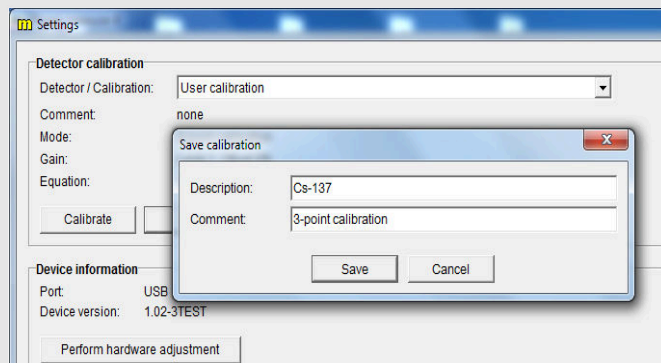 Settings
Detector calibration
Detector / Calibration: User calibration
Comment: none
Mode:
Gain:
Equation:
Calibrate
Save calibration
Description: Cs-137
Comment: 3-point calibration
Save Cancel
Device information
Port: USB
Device version: 1.02-3TEST
Perform hardware adjustment